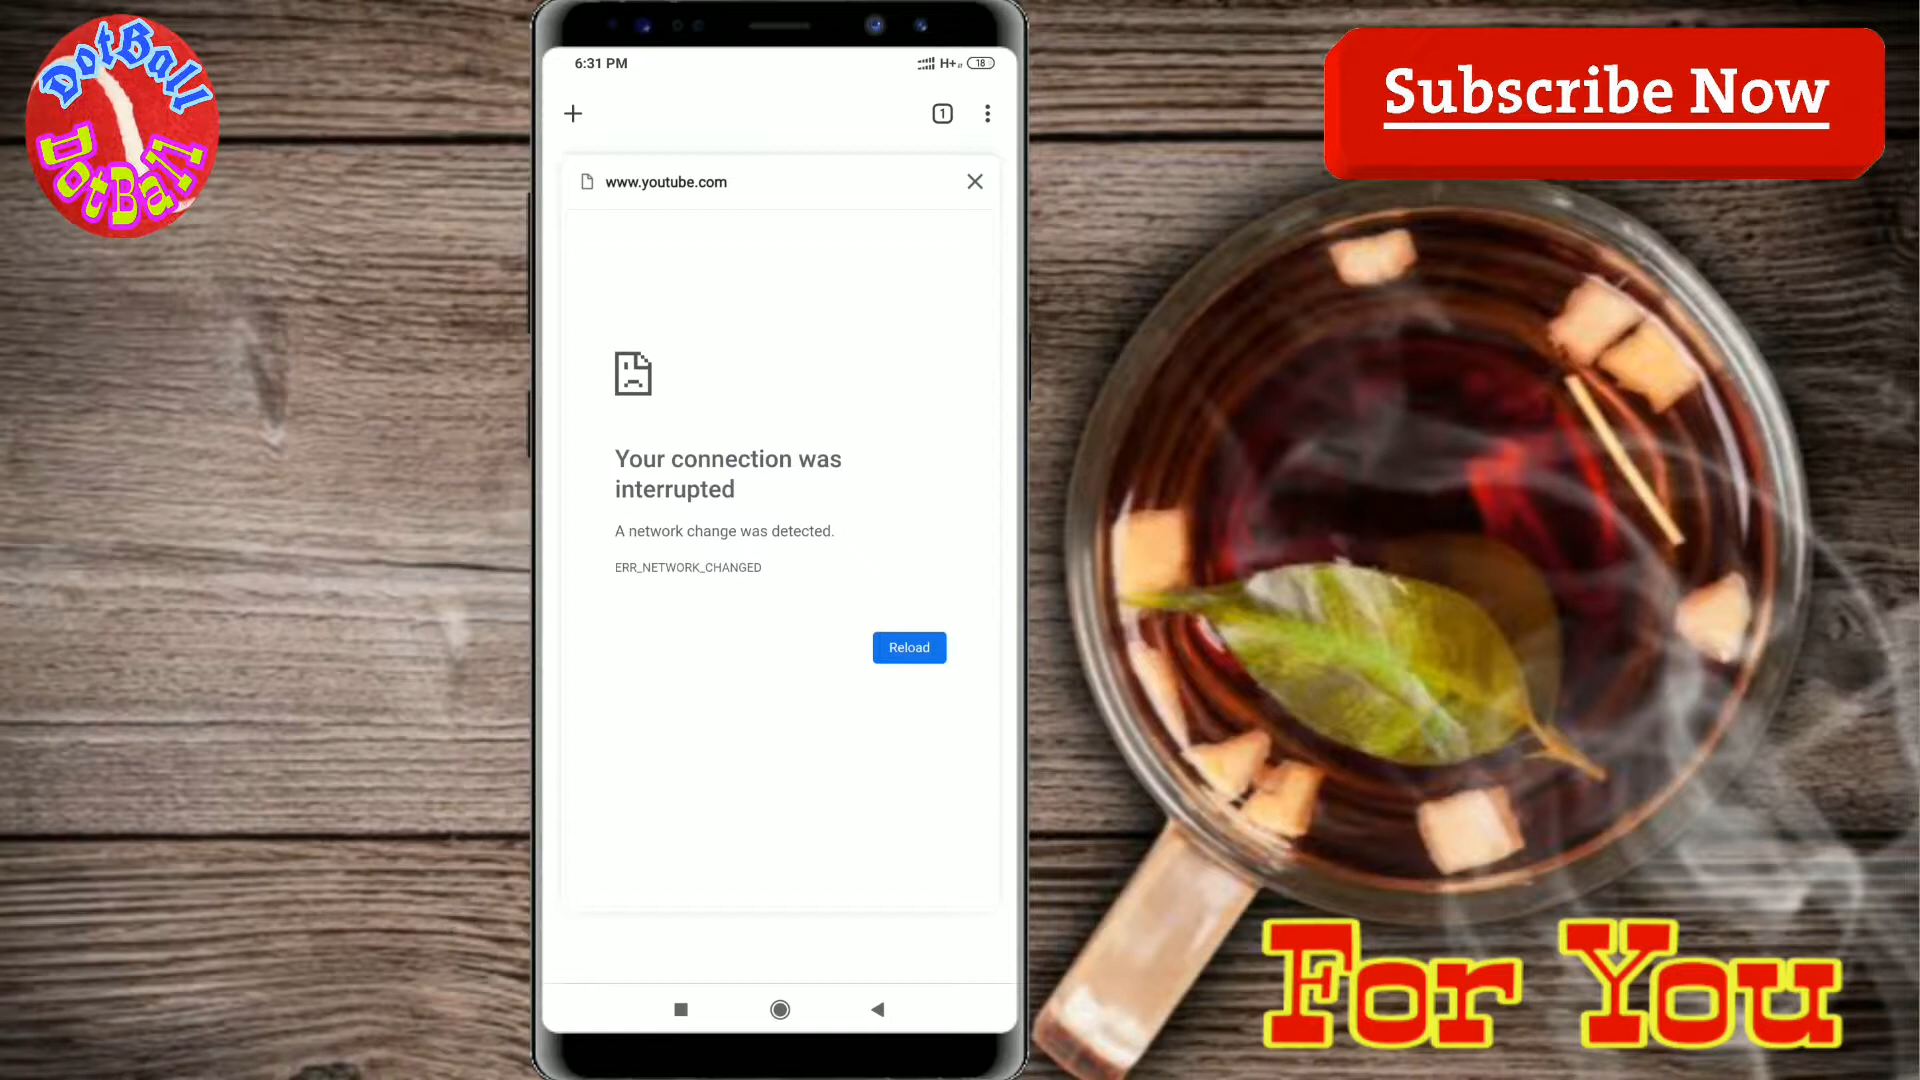 DotBall
DotBall
6:31 PM
H+
18
1
www.youtube.com
Your connection was
interrupted
A network change was detected.
ERR_NETWORK_CHANGED
Reload
Subscribe Now
For You